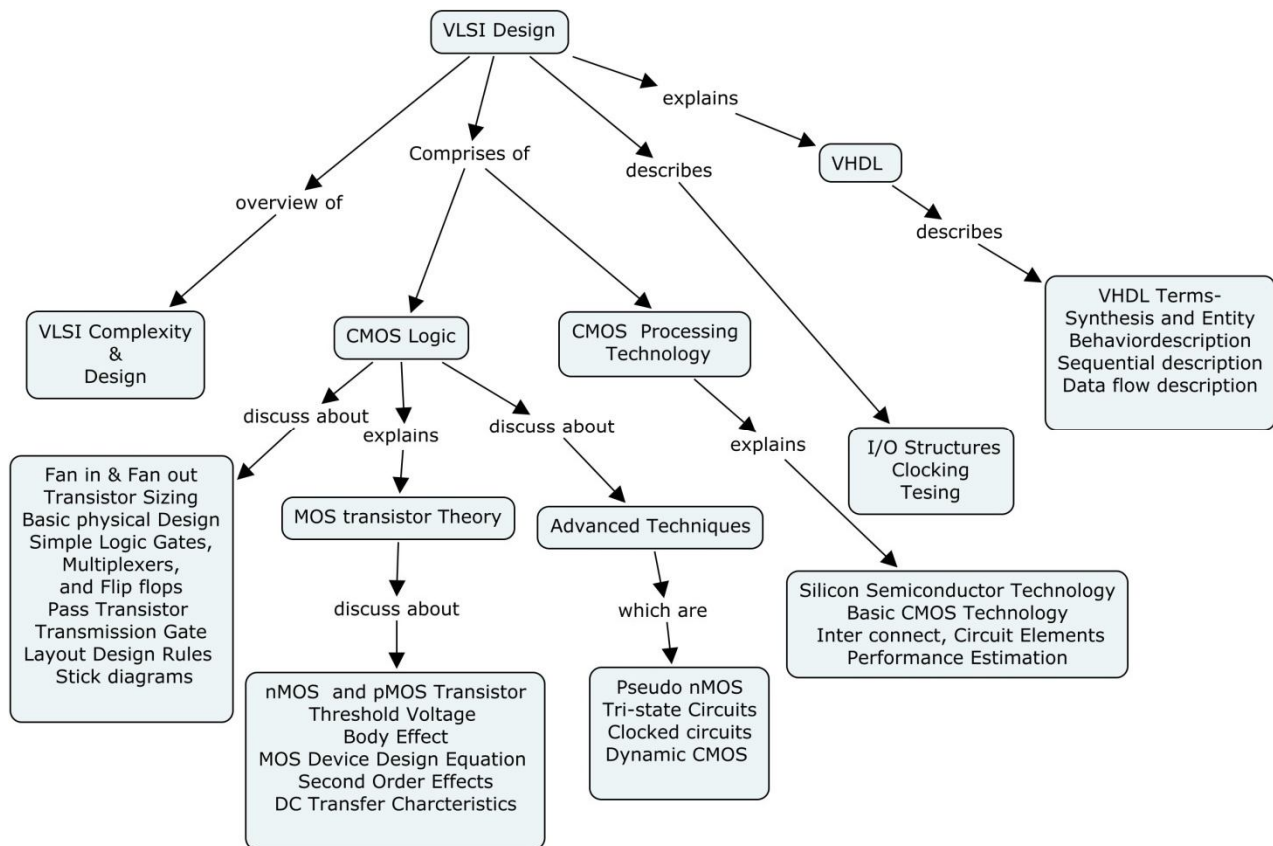 VLSI Design
explains
Comprises of
describes
VHDL
overview of
describes
VLSI Complexity
&
Design
CMOS Logic
CMOS Processing
Technology
VHDL Terms-
Synthesis and Entity
Behaviordescription
Sequential description
Data flow description
discuss about
explains
discuss about
explains
I/O Structures
Clocking
Tesing
Fan in & Fan out
Transistor Sizing
Basic physical Design
Simple Logic Gates,
Multiplexers,
and Flip flops
Pass Transistor
Transmission Gate
Layout Design Rules
Stick diagrams
MOS transistor Theory
Advanced Techniques
discuss about
which are
Silicon Semiconductor Technology
Basic CMOS Technology
Inter connect, Circuit Elements
Performance Estimation
nMOS and pMOS Transistor
Threshold Voltage
Body Effect
MOS Device Design Equation
Second Order Effects
DC Transfer Charcteristics
Pseudo nMOS
Tri-state Circuits
Clocked circuits
Dynamic CMOS